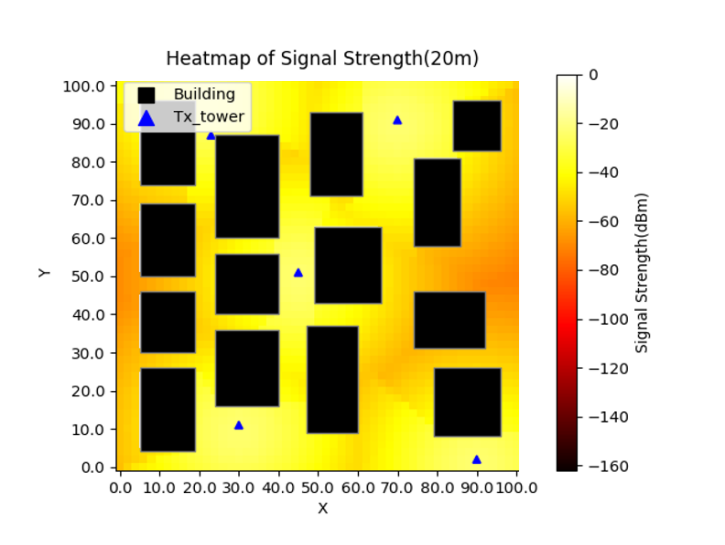 Heatmap of Signal Strength(20m)
Building
Tx_tower
100.0
90.0
80.0
70.0
60.0
50.0
40.0
30.0
20.0
10.0
0.0
Y
0.0 10.0 20.0 30.0 40.0 50.0 60.0 70.0 80.0 90.0 100.0
X
0
−20
−40
−60
−80
−100
−120
−140
−160
Signal Strength(dBm)